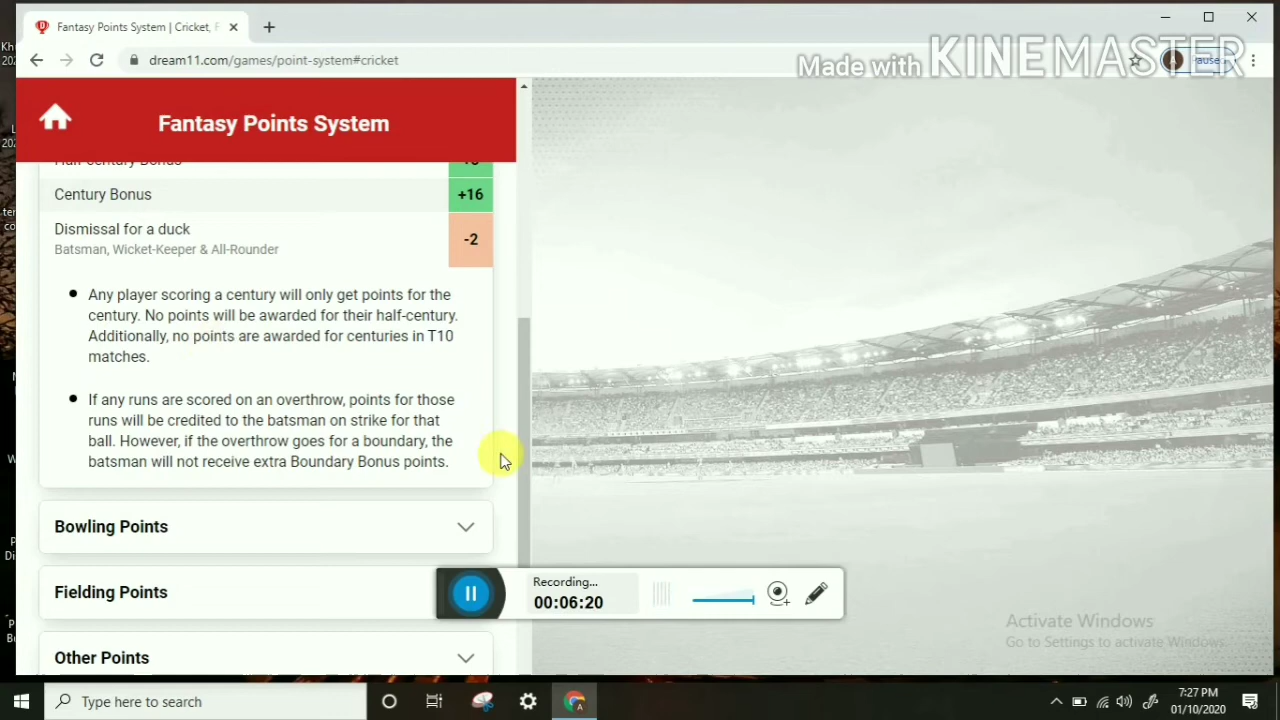 Fantasy Points System | Cricket, F
dream11.com/games/point-system#cricket
Paused
Made with KINEMASTER
Fantasy Points System
Half-century Bonus
Century Bonus
+16
Dismissal for a duck
-2
Batsman, Wicket-Keeper & All-Rounder
Any player scoring a century will only get points for the
century. No points will be awarded for their half-century.
Additionally, no points are awarded for centuries in T10
matches.
If any runs are scored on an overthrow, points for those
runs will be credited to the batsman on strike for that
ball. However, if the overthrow goes for a boundary, the
batsman will not receive extra Boundary Bonus points.
Bowling Points
Fielding Points
Other Points
Recording...
00:06:20
Activate Windows
Go to Settings to activate Windows.
Type here to search
7:27 PM
01/10/2020